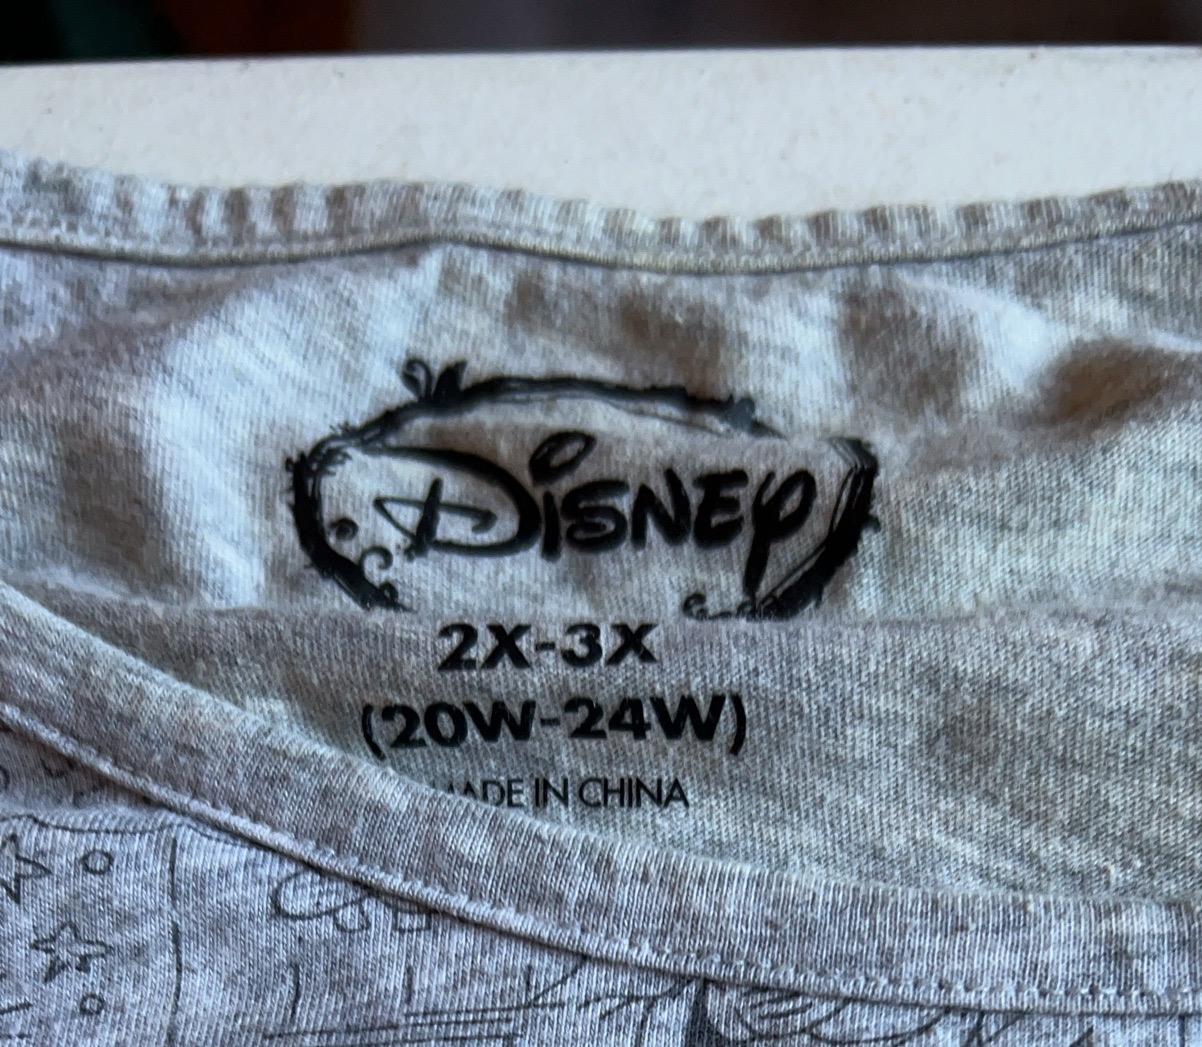 Disney
2X-3X
(20W-24W)
MADE IN CHINA